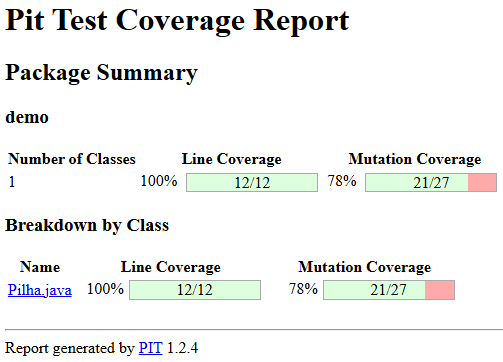 Pit Test Coverage Report
Package Summary
demo
Number of Classes Line Coverage Mutation Coverage
1 100% 12/12 78% 21/27
Breakdown by Class
Name Line Coverage Mutation Coverage
Pilha.java 100% 12/12 78% 21/27
Report generated by PIT 1.2.4